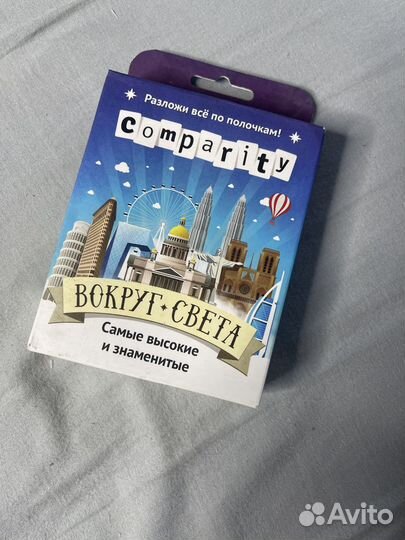 Разложи всё по полочкам!
Comparity
ВОКРУГ СВЕТА
Самые высокие
и знаменитые
Avito